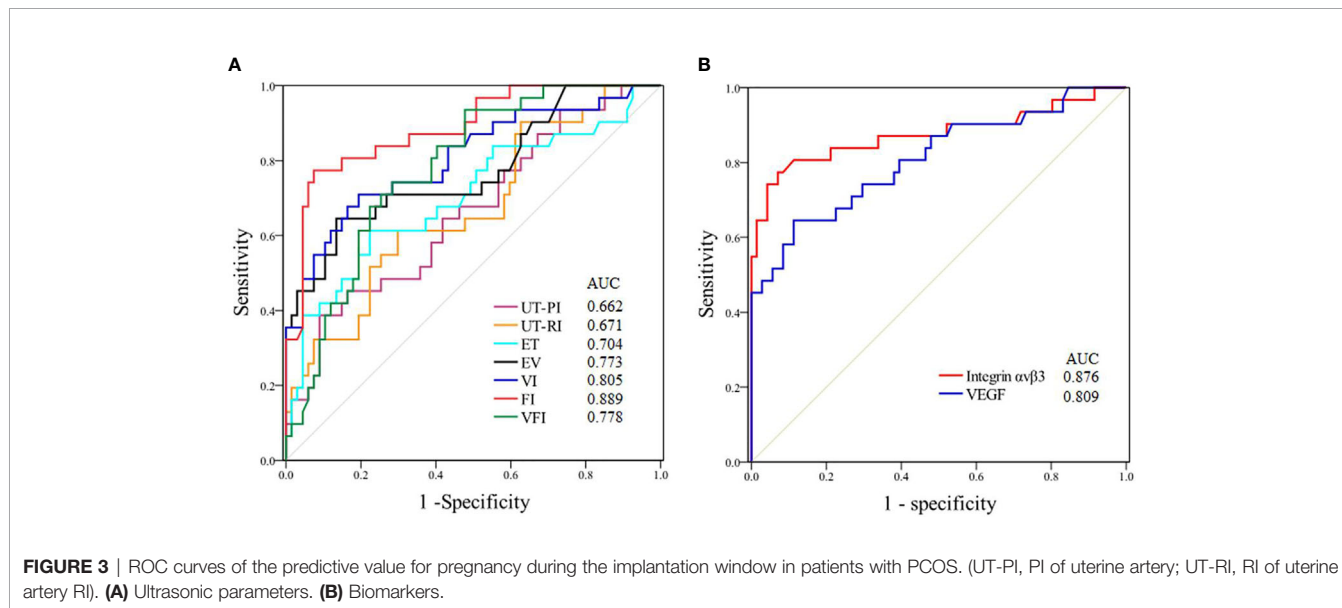 A
1.0
0.8
0.6
0.4
0.2
0.0
Sensitivity
AUC
UT-PI 0.662
UT-RI 0.671
ET 0.704
EV 0.773
VI 0.805
FI 0.889
VFI 0.778
0.0 0.2 0.4 0.6 0.8 1.0
1 -Specificity
B
1.0
0.8
0.6
0.4
0.2
0.0
Sensitivity
AUC
Integrin αvβ3 0.876
VEGF 0.809
0.0 0.2 0.4 0.6 0.8 1.0
1 - specificity
FIGURE 3 | ROC curves of the predictive value for pregnancy during the implantation window in patients with PCOS. (UT-PI, PI of uterine artery; UT-RI, RI of uterine
artery RI). (A) Ultrasonic parameters. (B) Biomarkers.